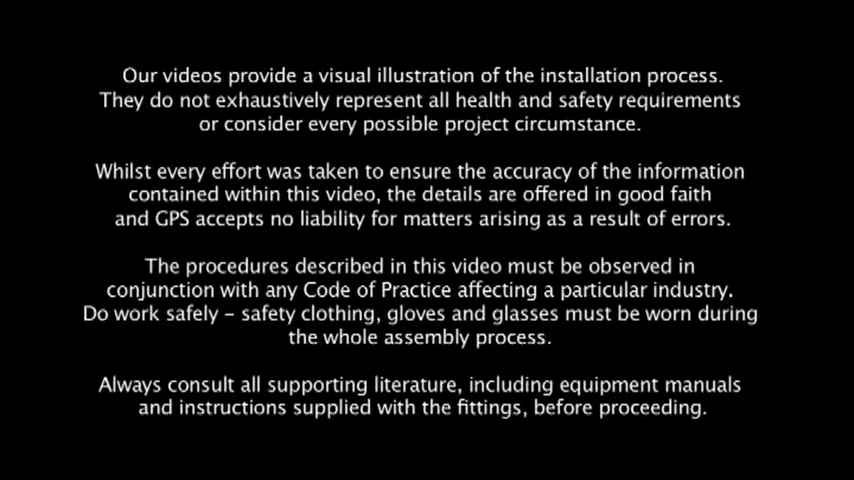 Our videos provide a visual illustration of the installation process.
They do not exhaustively represent all health and safety requirements
or consider every possible project circumstance.
Whilst every effort was taken to ensure the accuracy of the information
contained within this video, the details are offered in good faith
and GPS accepts no liability for matters arising as a result of errors.
The procedures described in this video must be observed in
conjunction with any Code of Practice affecting a particular industry.
Do work safely – safety clothing, gloves and glasses must be worn during
the whole assembly process.
Always consult all supporting literature, including equipment manuals
and instructions supplied with the fittings, before proceeding.